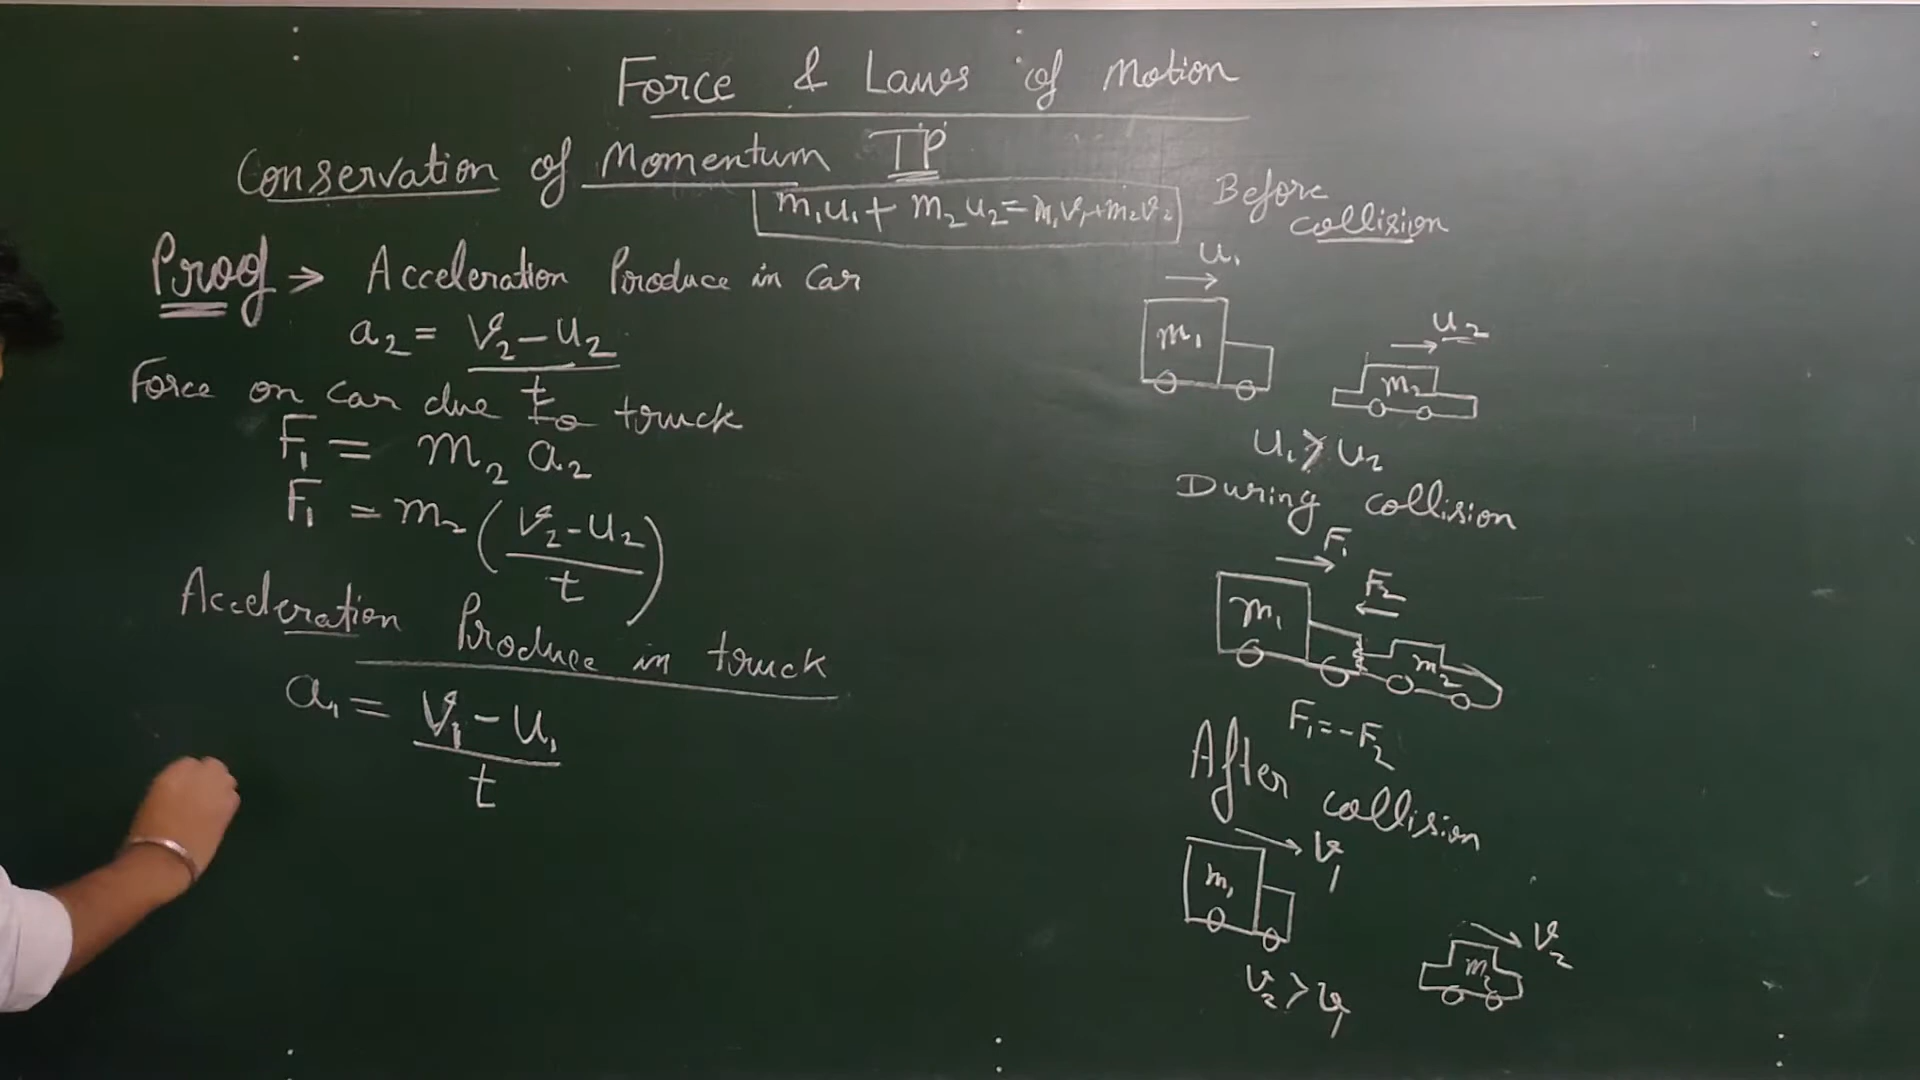 Force & Laws of Motion
Conservation of Momentum TP
m₁u₁ + m₂u₂ = m₁v₁ + m₂v₂
Proof → Acceleration Produce in car
a₂ = v₂ - u₂
t
Force on car due to truck
F₁ = m₂ a₂
F₁ = m₂ (v₂ - u₂
t)
Acceleration Produce in truck
a₁ = v₁ - u₁
t
Before
collision
u₁
m₁
u₂
m₂
u₁ > u₂
During collision
F₁
F₂
m₁
m₂
F₁ = -F₂
After collision
v₁
m₁
v₂
m₂
v₂ > v₁